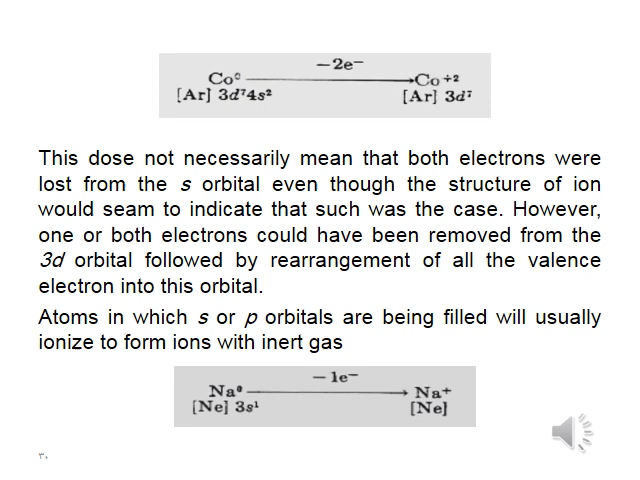 −2e⁻
Co⁰ → Co⁺²
[Ar] 3d⁷4s² [Ar] 3d⁷
This dose not necessarily mean that both electrons were
lost from the s orbital even though the structure of ion
would seam to indicate that such was the case. However,
one or both electrons could have been removed from the
3d orbital followed by rearrangement of all the valence
electron into this orbital.
Atoms in which s or p orbitals are being filled will usually
ionize to form ions with inert gas
−1e⁻
Na⁰ → Na⁺
[Ne] 3s¹ [Ne]
٣٠